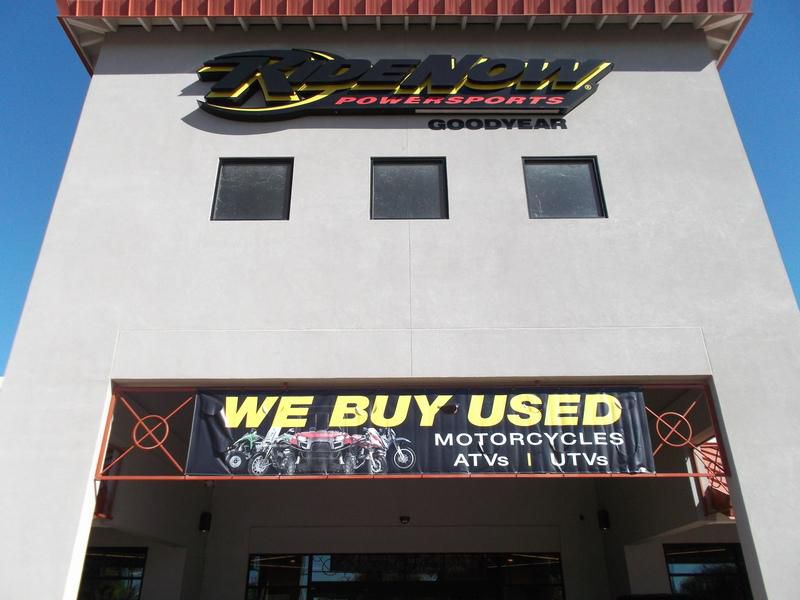 RIDENOW®
POWERSPORTS
GOODYEAR
WE BUY USED
MOTORCYCLES
ATVs | UTVs